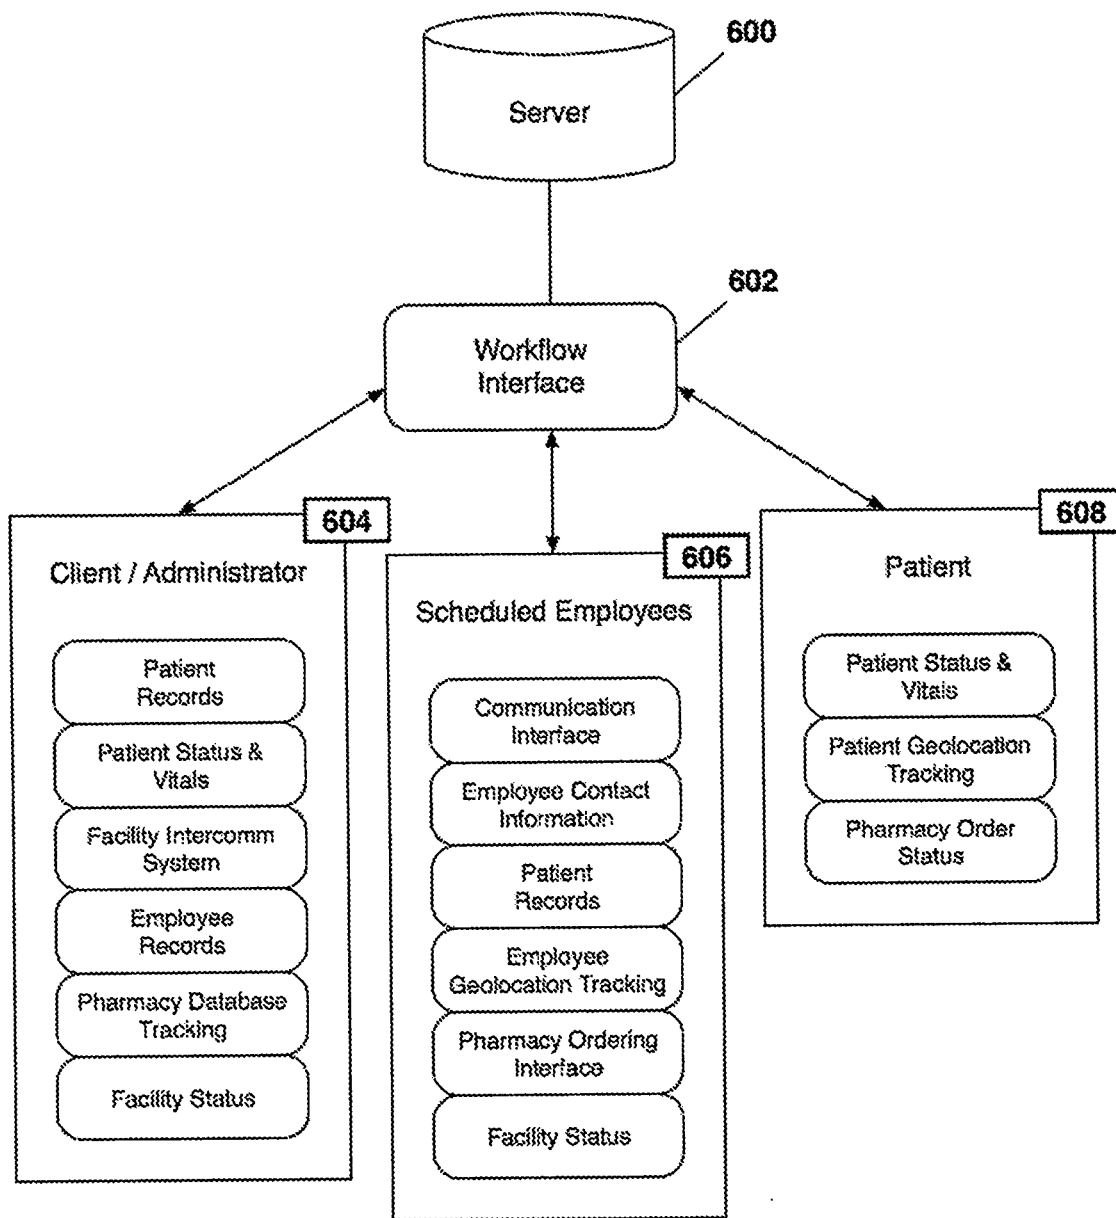 600
Server
602
Workflow
Interface
604
Client / Administrator
Patient
Records
Patient Status &
Vitals
Facility Intercomm
System
Employee
Records
Pharmacy Database
Tracking
Facility Status
606
Scheduled Employees
Communication
Interface
Employee Contact
Information
Patient
Records
Employee
Geolocation Tracking
Pharmacy Ordering
Interface
Facility Status
608
Patient
Patient Status &
Vitals
Patient Geolocation
Tracking
Pharmacy Order
Status